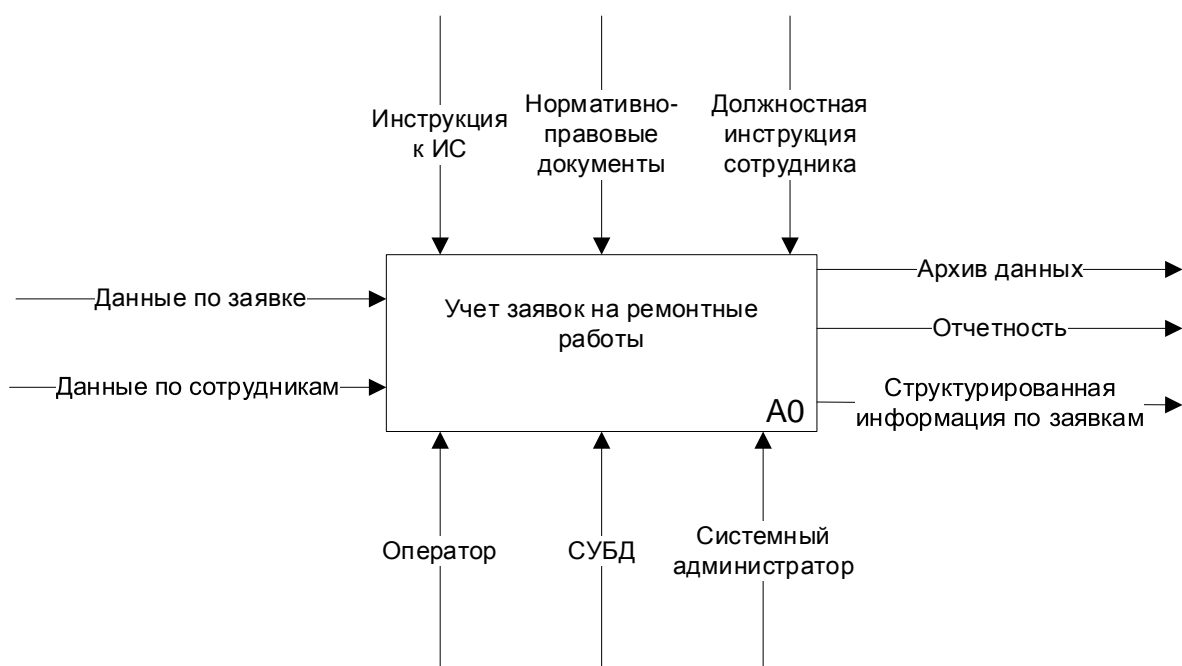 Инструкция
к ИС
Нормативно-
правовые
документы
Должностная
инструкция
сотрудника
Данные по заявке
Данные по сотрудникам
Учет заявок на ремонтные
работы
А0
Архив данных
Отчетность
Структурированная
информация по заявкам
Оператор
СУБД
Системный
администратор